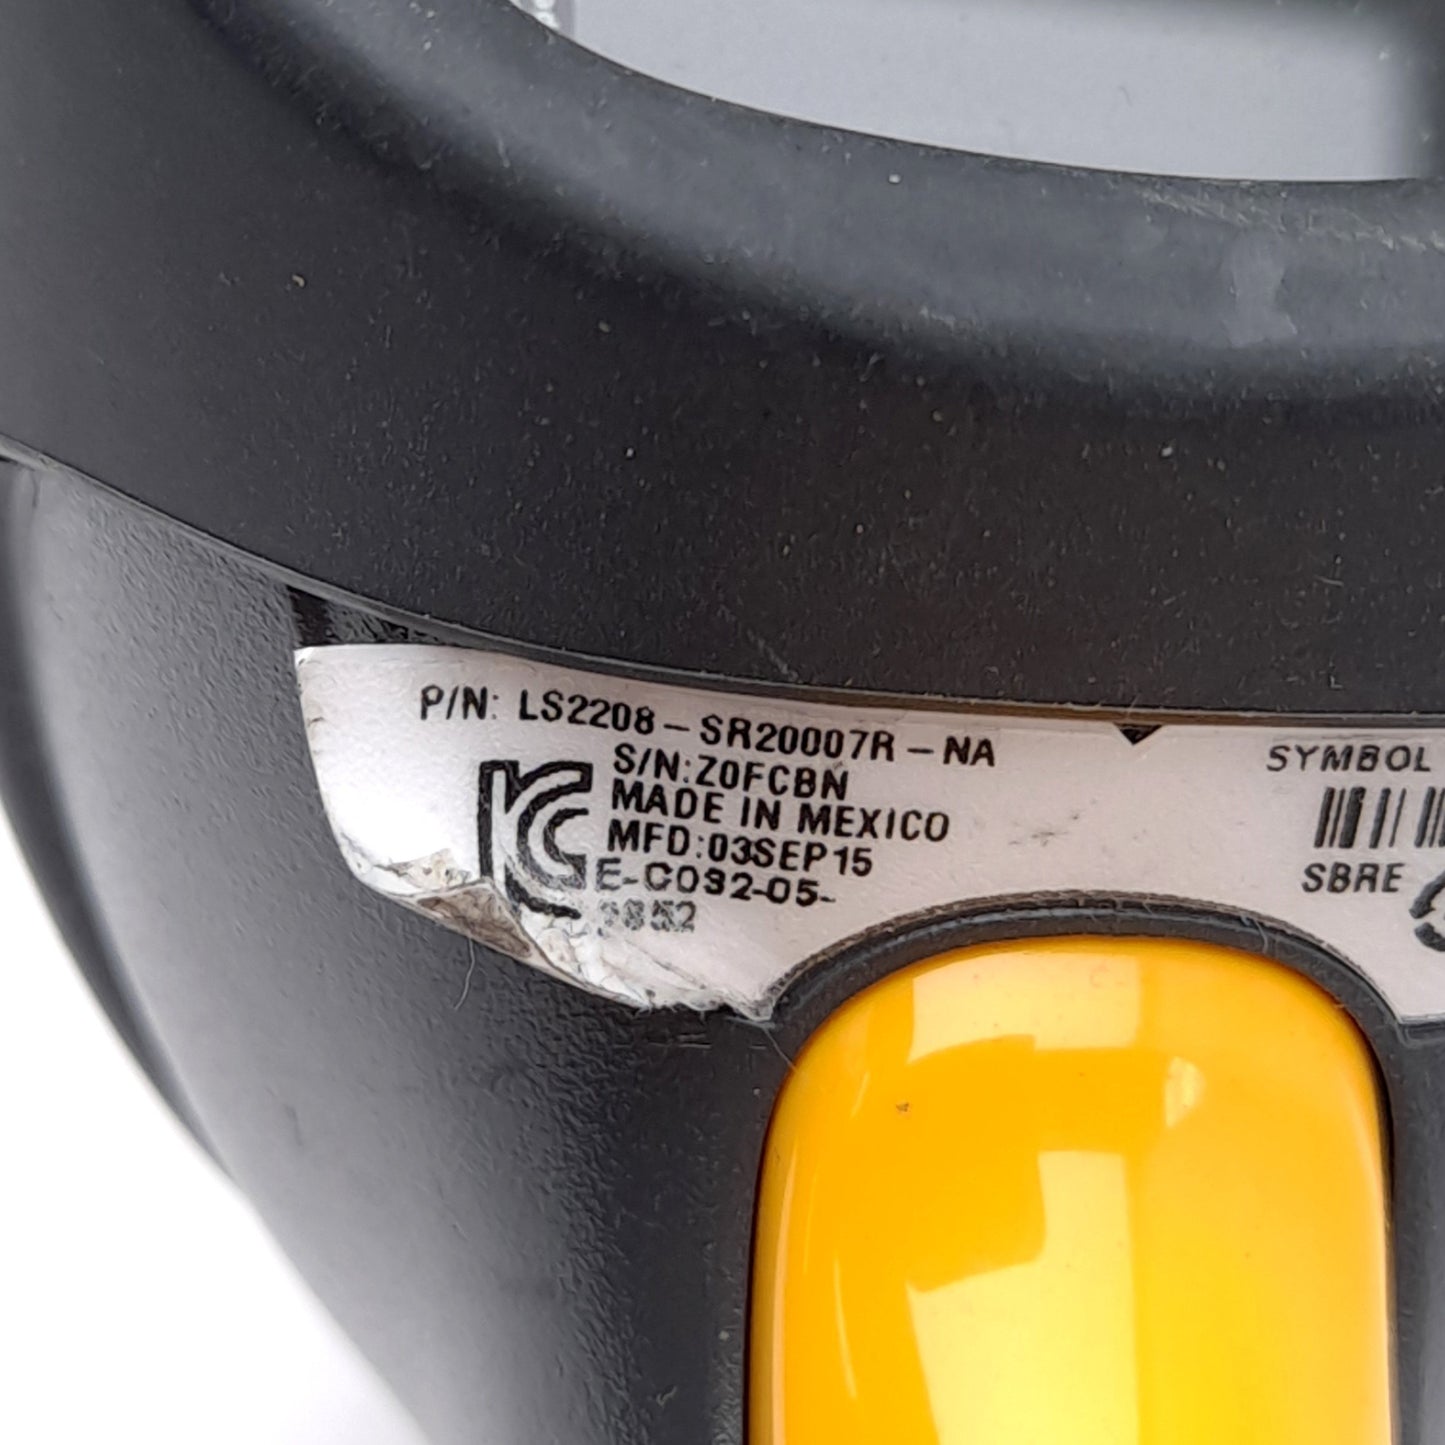 P/N: LS2208-SR20007R-NA
S/N:Z0FCBN
MADE IN MEXICO
MFD:03SEP15
E-C092-05-
SYMBOL
SBRE